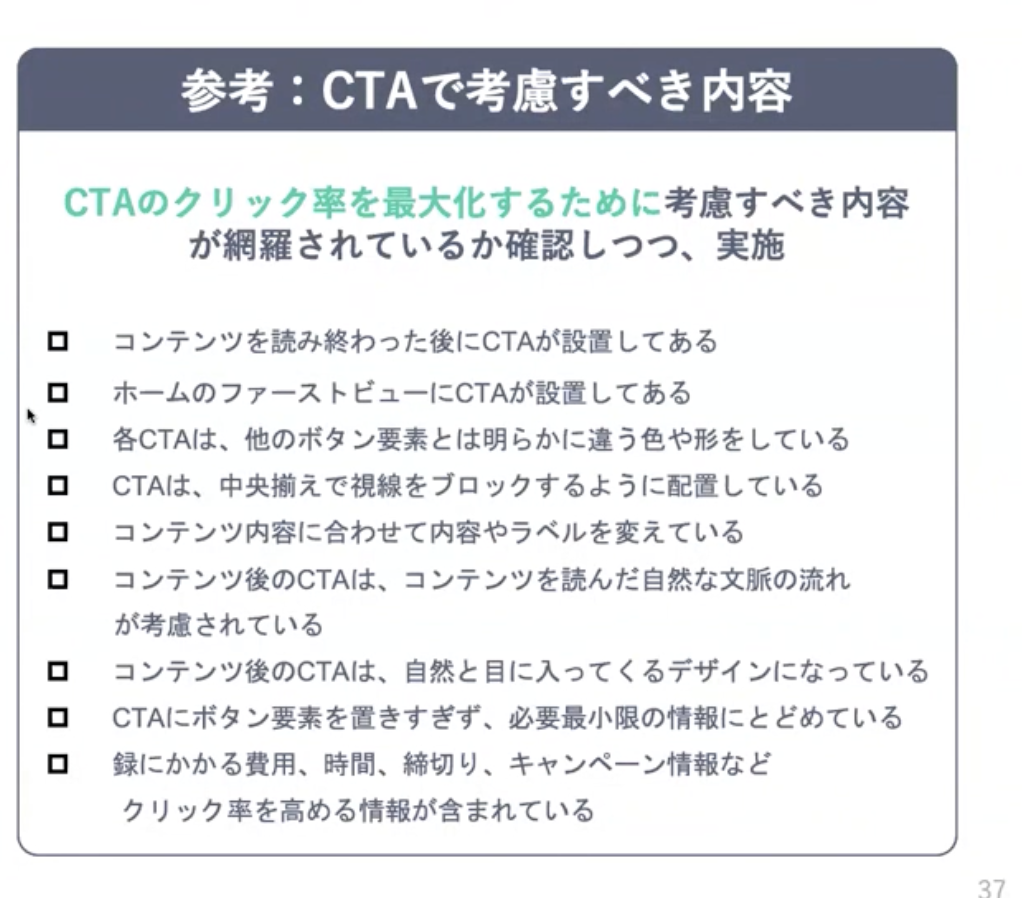 参考：CTAで考慮すべき内容
CTAのクリック率を最大化するために考慮すべき内容
が網羅されているか確認しつつ、実施
コンテンツを読み終わった後にCTAが設置してある
ホームのファーストビューにCTAが設置してある
各CTAは、他のボタン要素とは明らかに違う色や形をしている
CTAは、中央揃えで視線をブロックするように配置している
コンテンツ内容に合わせて内容やラベルを変えている
コンテンツ後のCTAは、コンテンツを読んだ自然な文脈の流れ
が考慮されている
コンテンツ後のCTAは、自然と目に入ってくるデザインになっている
CTAにボタン要素を置きすぎず、必要最小限の情報にとどめている
録にかかる費用、時間、締切り、キャンペーン情報など
クリック率を高める情報が含まれている
37